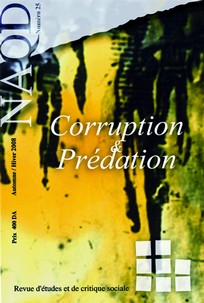 NAQD
Numéro 25
Corruption
&
Prédation
Prix 400 DA Automne / Hiver 2008
Revue d'études et de critique sociale